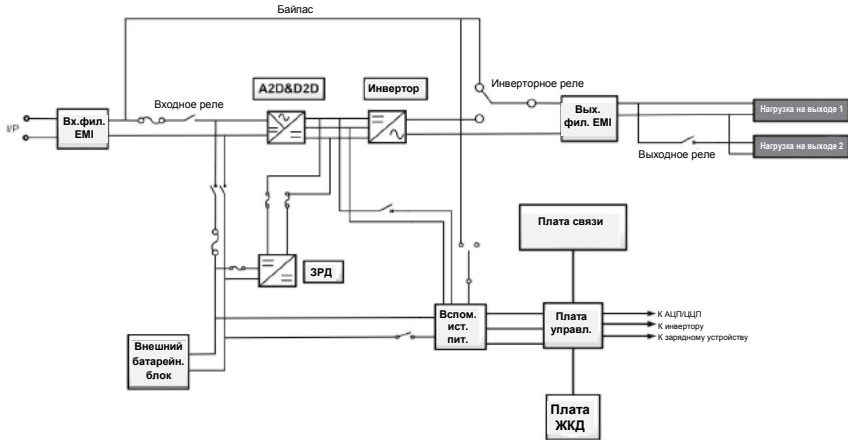 Байпас
A2D&D2D
Инвертор
Инверторное реле
Входное реле
I/P
Вх.фил.
EMI
Вых.
фил. EMI
Нагрузка на выходе 1
Нагрузка на выходе 2
Выходное реле
Плата связи
ЗРД
Вспом.
ист.
пит.
Плата
управл.
К АЦП/ЦЦП
К инвертору
К зарядному устройству
Внешний
батарейн.
блок
Плата
ЖКД